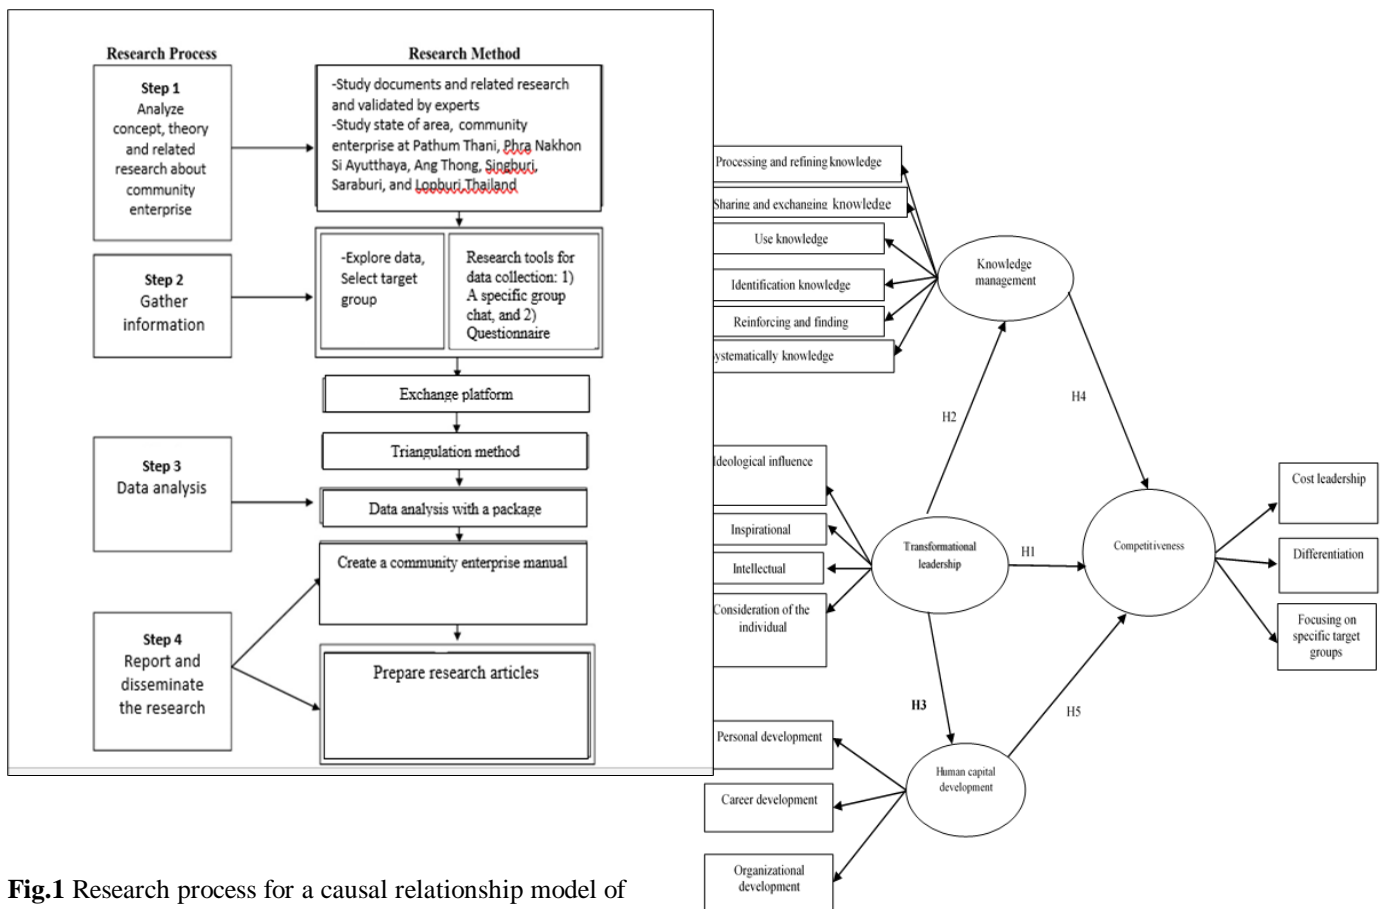 Research Process
Research Method
Step 1
Analyze
concept, theory
and related
research about
community
enterprise
-Study documents and related research
and validated by experts
-Study state of area, community
enterprise at Pathum Thani, Phra Nakhon
Si Ayutthaya, Ang Thong, Singburi,
Saraburi, and Lopburi,Thailand
Step 2
Gather
information
-Explore data,
Select target
group
Research tools for
data collection: 1)
A specific group
chat, and 2)
Questionnaire
Exchange platform
Triangulation method
Step 3
Data analysis
Data analysis with a package
Create a community enterprise manual
Step 4
Report and
disseminate
the research
Prepare research articles
Processing and refining knowledge
Sharing and exchanging knowledge
Use knowledge
Identification knowledge
Reinforcing and finding
ystematically knowledge
Knowledge
management
H2
H4
Ideological influence
Inspirational
Intellectual
Consideration of the
individual
Transformational
leadership
H1
Competitiveness
Cost leadership
Differentiation
Focusing on
specific target
groups
H3
H5
Personal development
Career development
Organizational
development
Human capital
development
Fig.1 Research process for a causal relationship model of